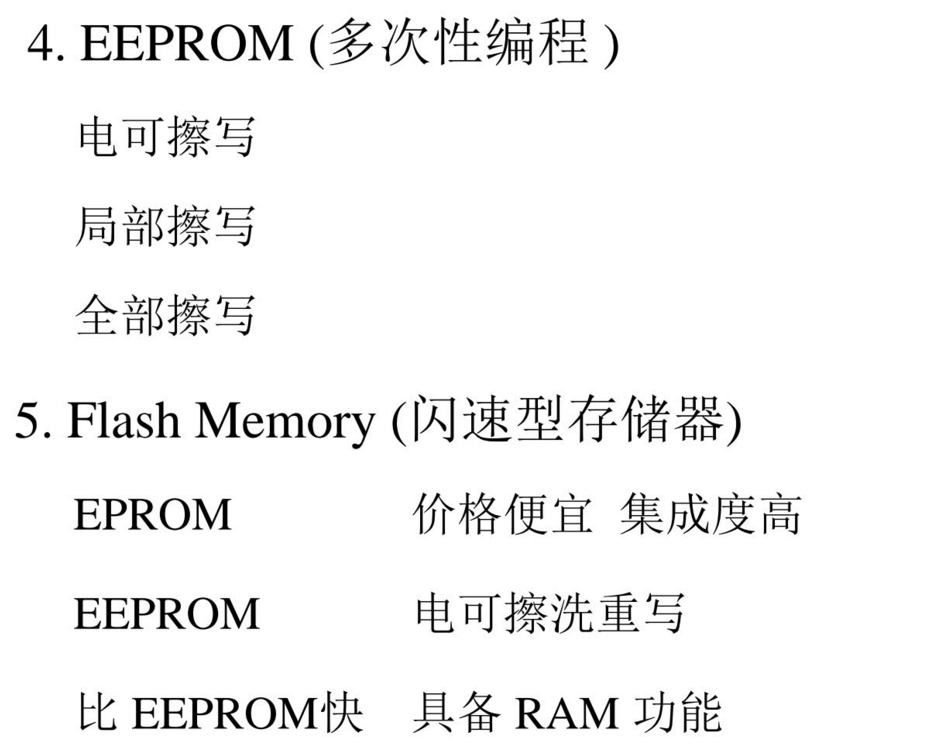 4. EEPROM (多次性编程 )
电可擦写
局部擦写
全部擦写
5. Flash Memory (闪速型存储器)
EPROM 价格便宜 集成度高
EEPROM 电可擦洗重写
比 EEPROM快 具备 RAM 功能